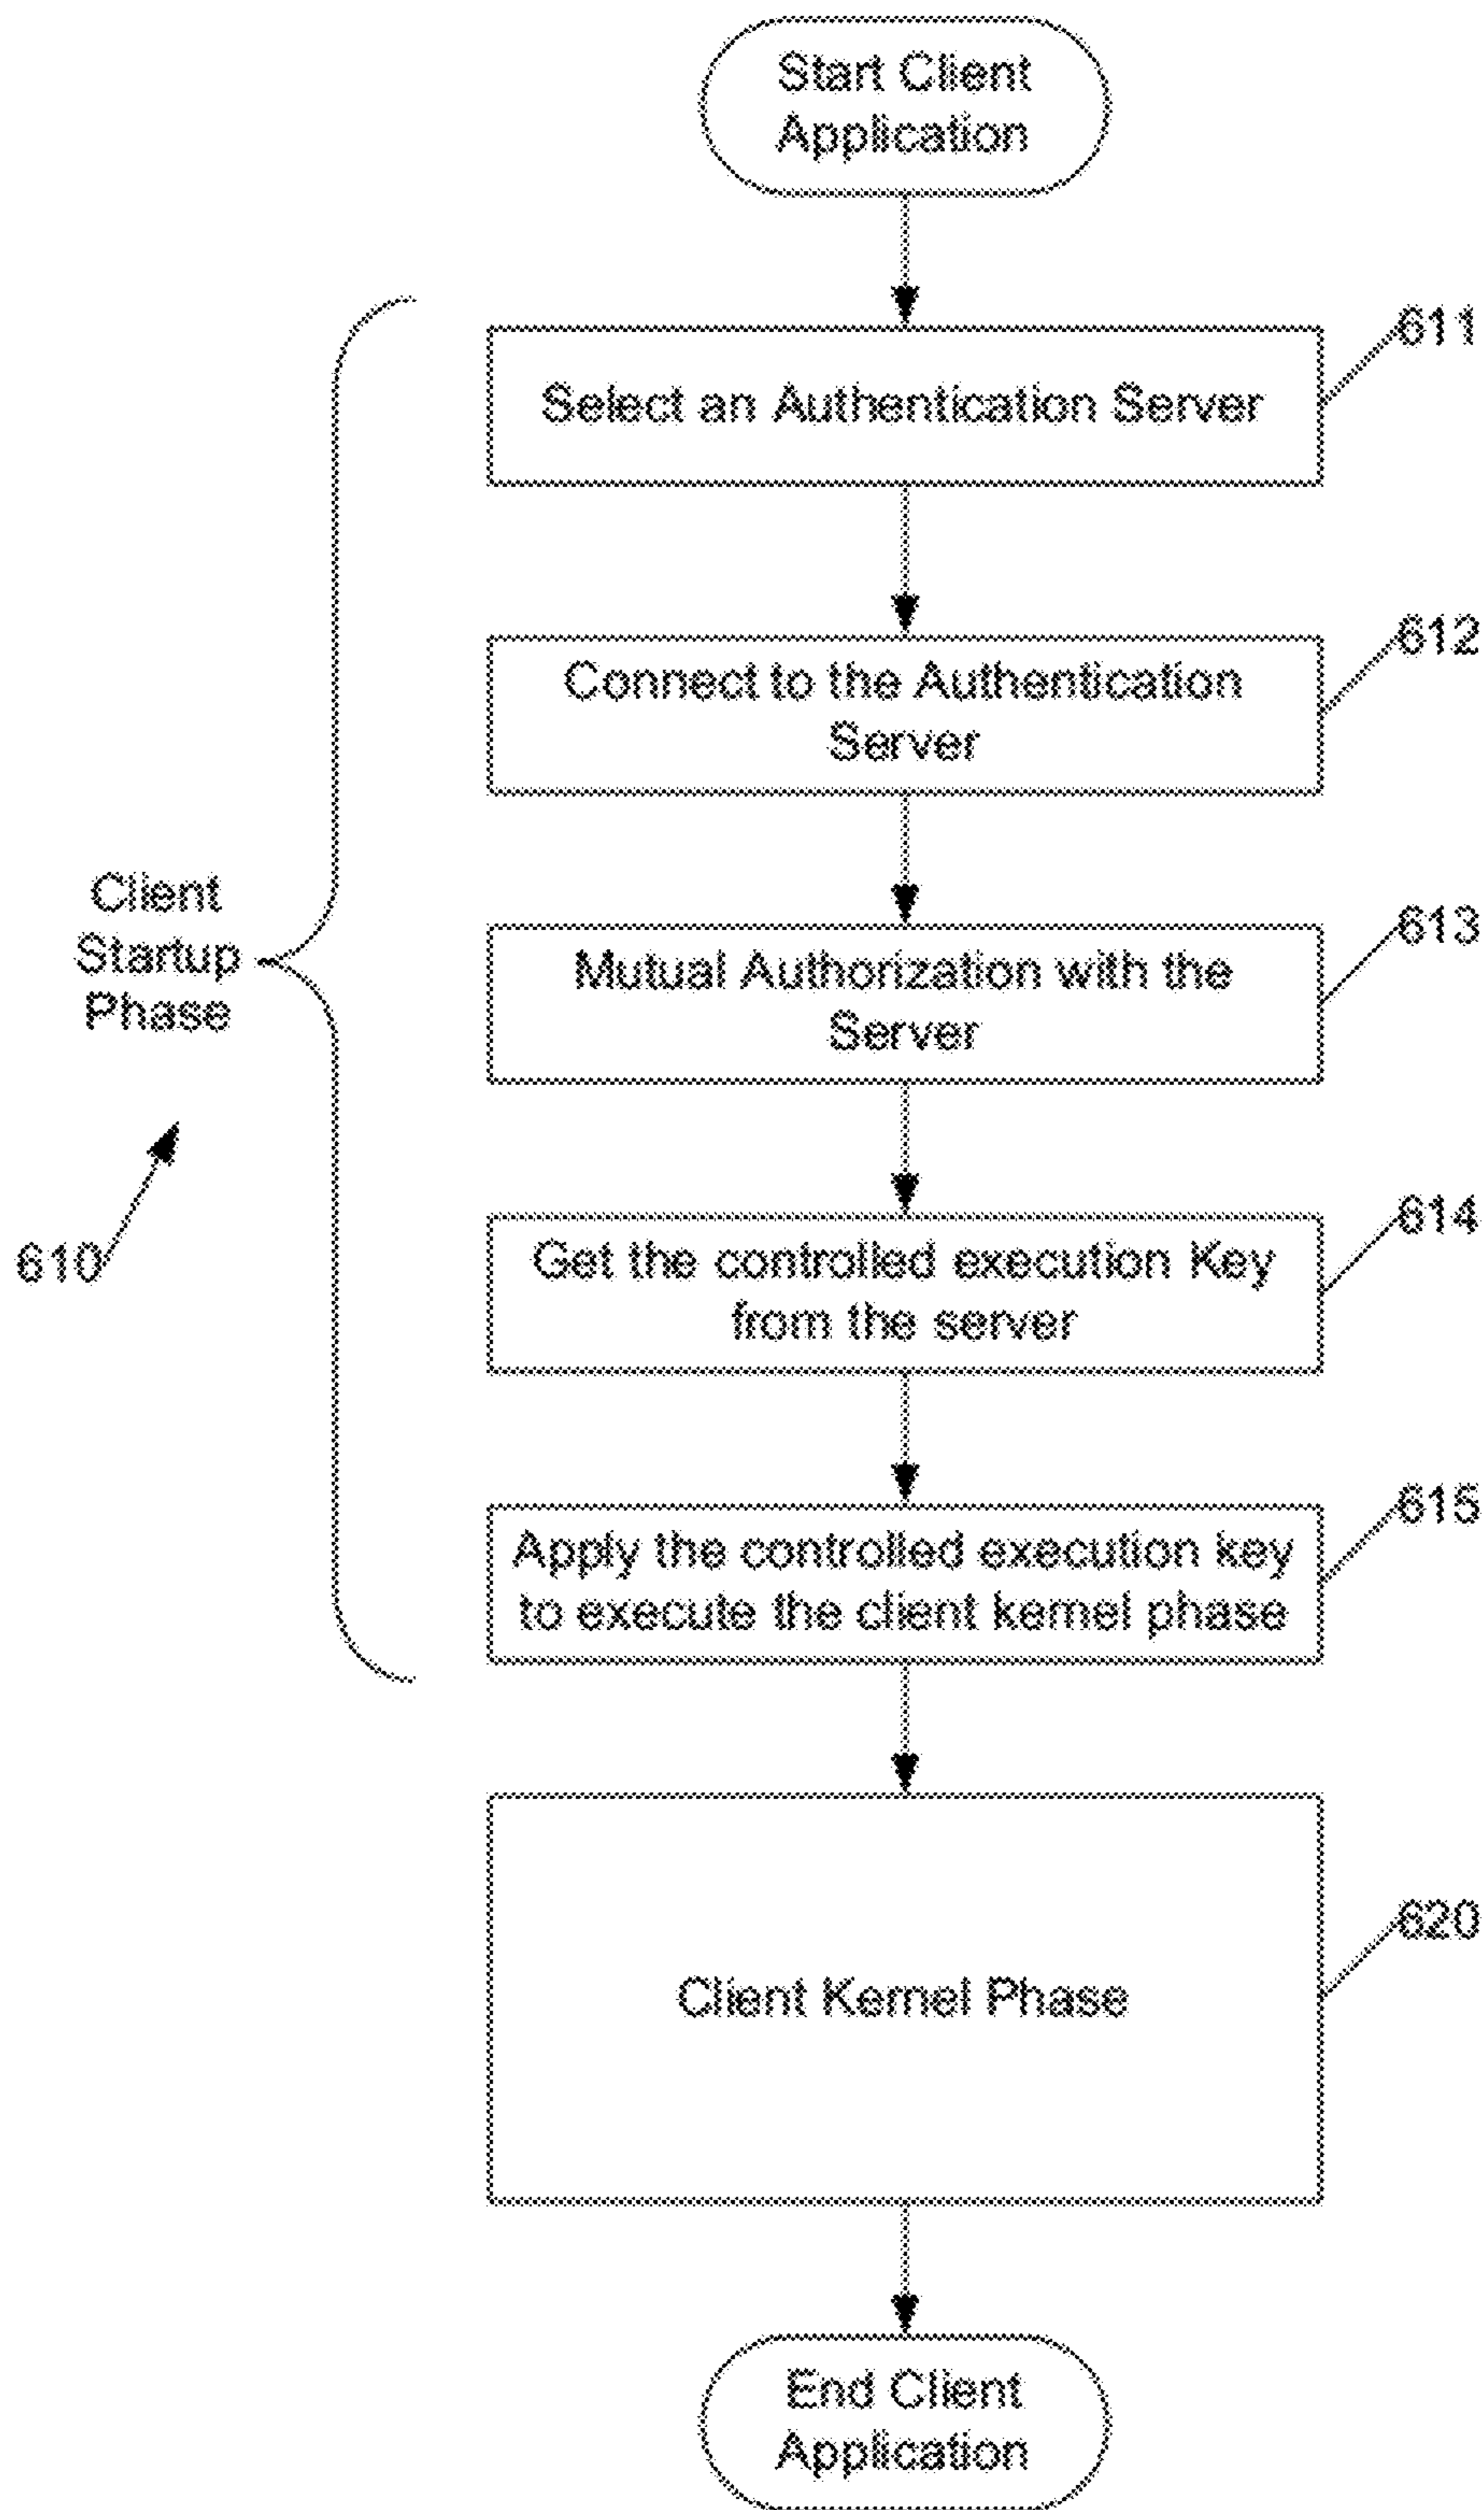 Start Client
Application
611
Select an Authentication Server
612
Connect to the Authentication
Server
Client
Startup
Phase
613
Mutual Authorization with the
Server
610
614
Get the controlled execution Key
from the server
615
Apply the controlled execution key
to execute the client kernel phase
620
Client Kernel Phase
End Client
Application